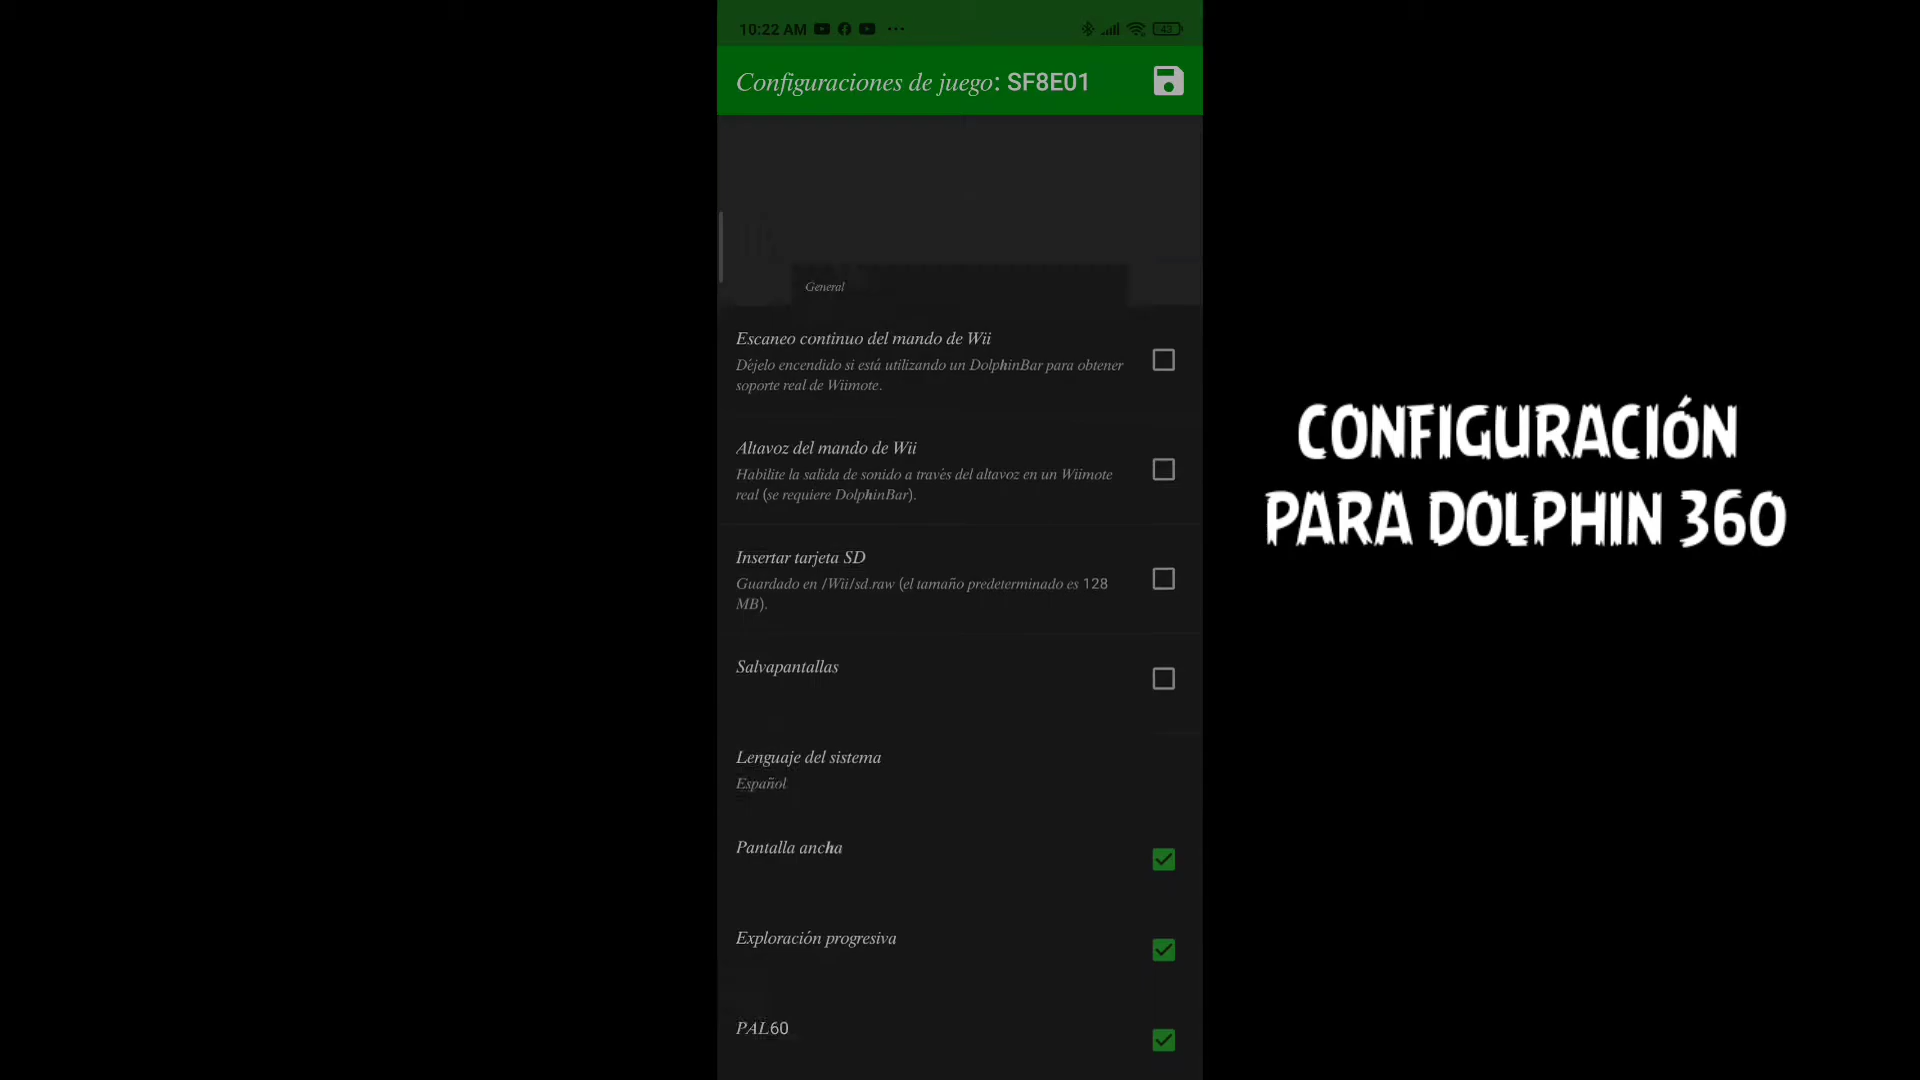 10:22 AM
43
Configuraciones de juego: SF8E01
General
Escaneo continuo del mando de Wii
Déjelo encendido si está utilizando un DolphinBar para obtener
soporte real de Wiimote.
Altavoz del mando de Wii
Habilite la salida de sonido a través del altavoz en un Wiimote
real (se requiere DolphinBar).
Insertar tarjeta SD
Guardado en /Wii/sd.raw (el tamaño predeterminado es 128
MB).
Salvapantallas
Lenguaje del sistema
Español
Pantalla ancha
Exploración progresiva
PAL60
CONFIGURACIÓN
PARA DOLPHIN 360